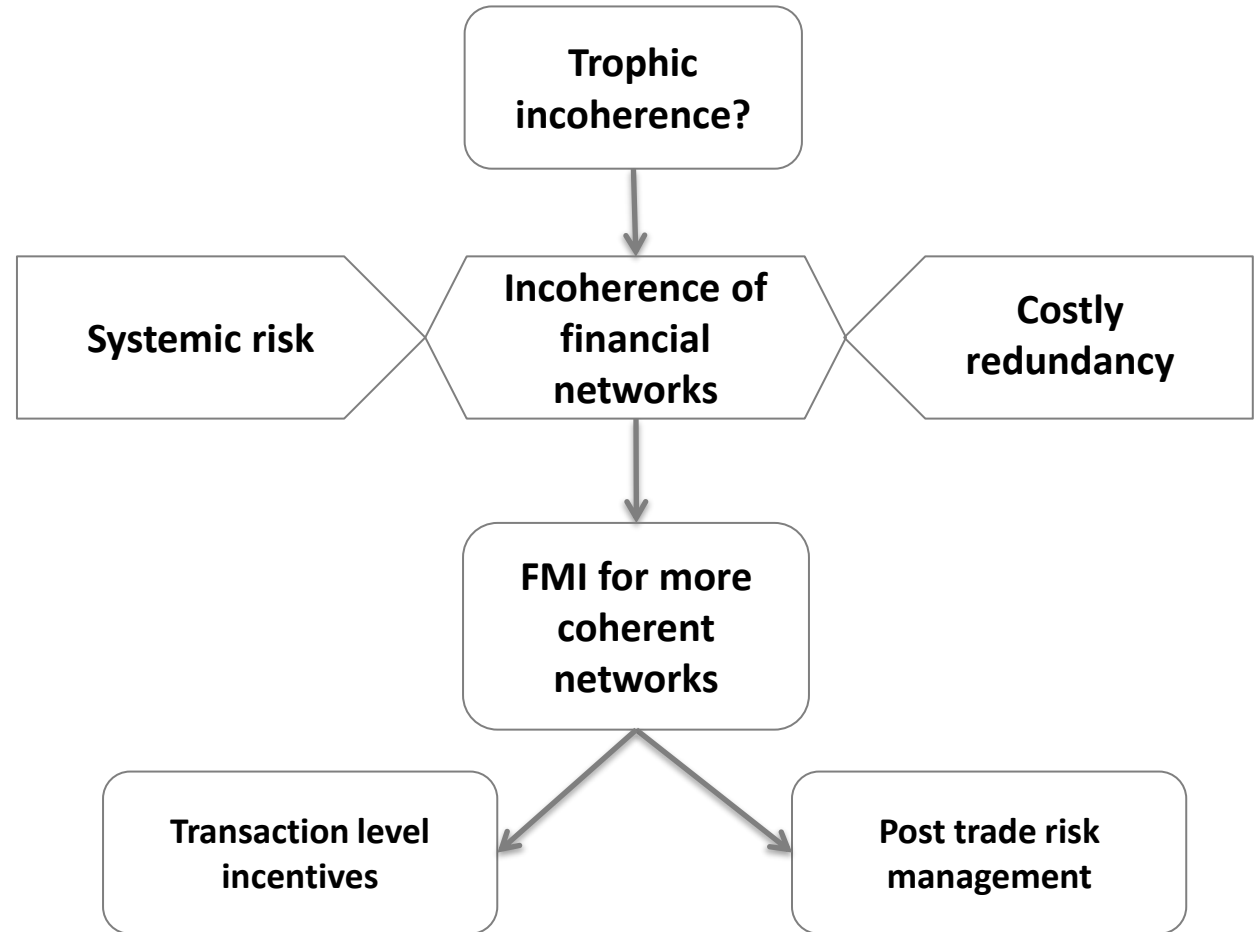 Trophic
incoherence?
Systemic risk
Incoherence of
financial
networks
Costly
redundancy
FMI for more
coherent
networks
Transaction level
incentives
Post trade risk
management